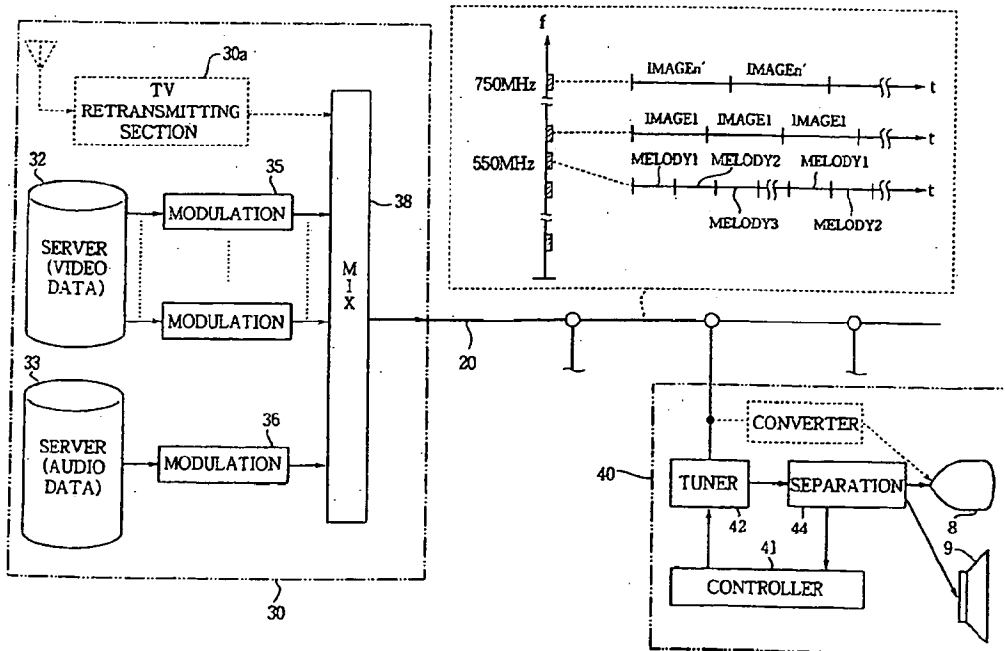 30a
TV
RETRANSMITTING
SECTION
32
SERVER
(VIDEO
DATA)
35
MODULATION
MODULATION
38
MIX
33
SERVER
(AUDIO
DATA)
36
MODULATION
30
20
f
750MHz
IMAGEn' IMAGEn'
t
IMAGE1 IMAGE1 IMAGE1
t
550MHz
MELODY1 MELODY2 MELODY1
t
MELODY3 MELODY2
40
CONVERTER
TUNER
42
SEPARATION
44
8
9
41
CONTROLLER